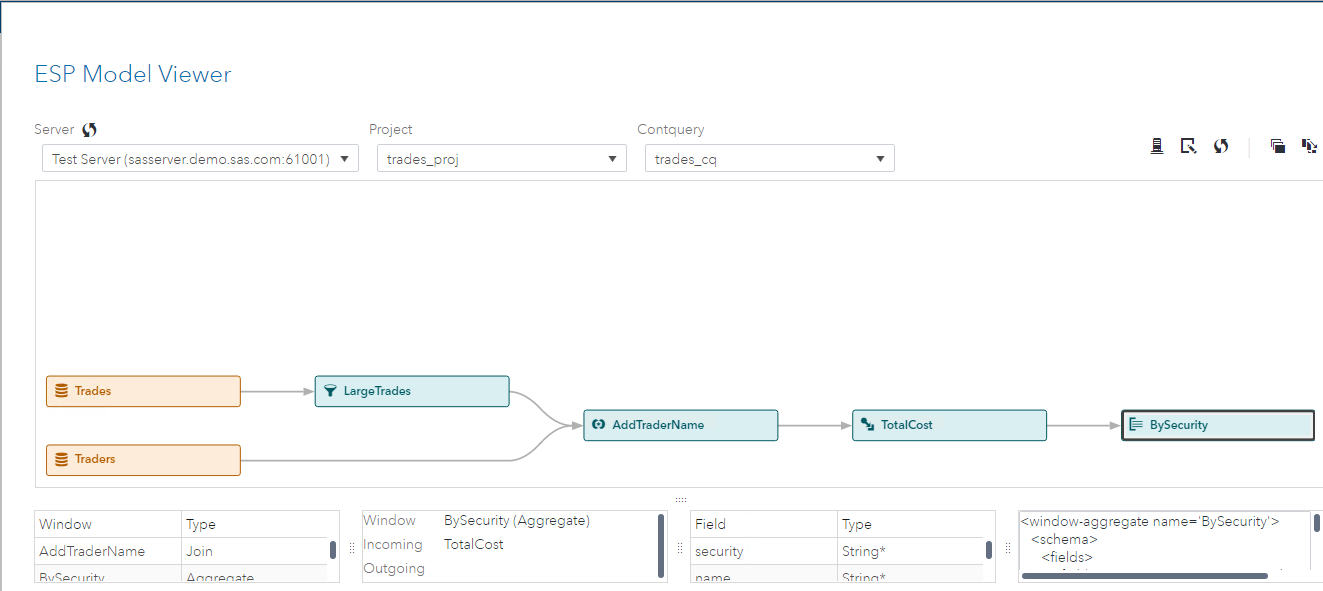 ESP Model Viewer
Server Project Contquery
Test Server (sasserver.demo.sas.com:61001) trades_proj trades_cq
Trades LargeTrades
AddTraderName TotalCost BySecurity
Traders
Window Type
AddTraderName Join
BySecurity Aggregate
Window BySecurity (Aggregate)
Incoming TotalCost
Outgoing
Field Type
security String*
name String*
<window-aggregate name='BySecurity'>
<schema>
<fields>